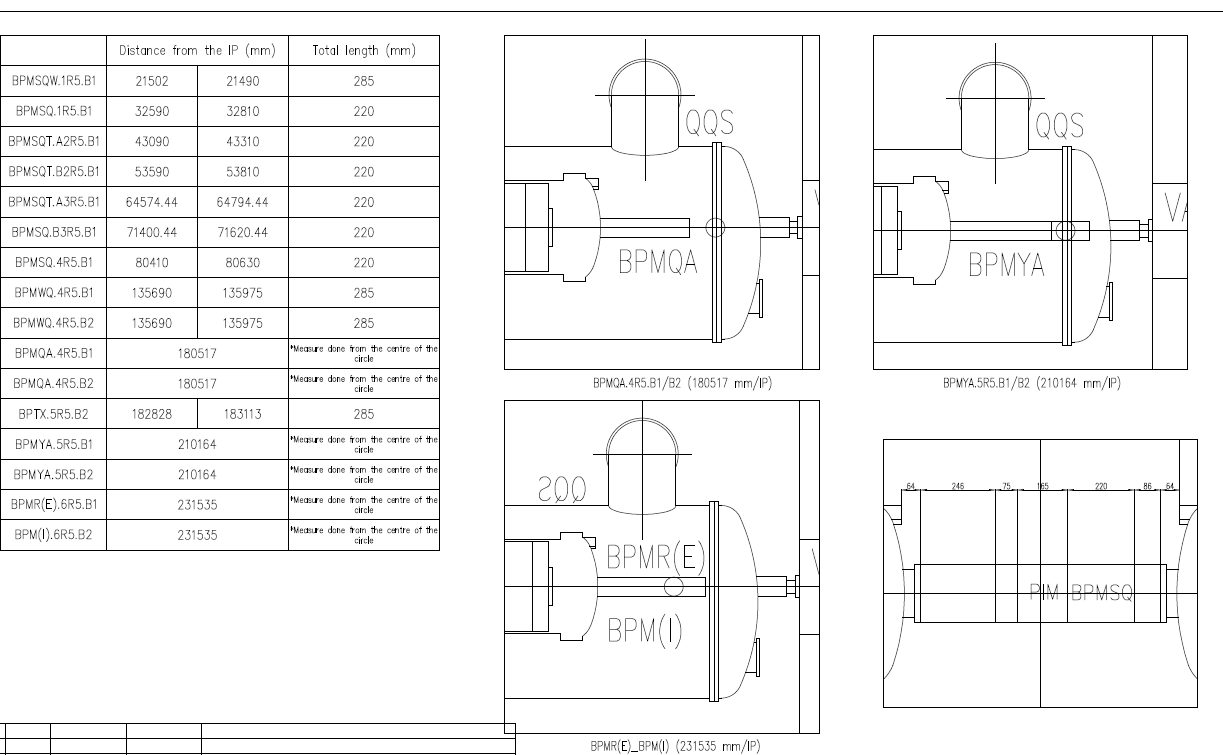 Distance from the IP (mm) Total length (mm)
BPMSQW.1R5.B1 21502 21490 285
BPMSQ.1R5.B1 32590 32810 220
BPMSQT.A2R5.B1 43090 43310 220
BPMSQT.B2R5.B1 53590 53810 220
BPMSQT.A3R5.B1 64574.44 64794.44 220
BPMSQ.B3R5.B1 71400.44 71620.44 220
BPMSQ.4R5.B1 80410 80630 220
BPMWQ.4R5.B1 135690 135975 285
BPMWQ.4R5.B2 135690 135975 285
BPMQA.4R5.B1 180517 *Measure done from the centre of the
circle
BPMQA.4R5.B2 180517 *Measure done from the centre of the
circle
BPTX.5R5.B2 182828 183113 285
BPMYA.5R5.B1 210164 *Measure done from the centre of the
circle
BPMYA.5R5.B2 210164 *Measure done from the centre of the
circle
BPMR(E).6R5.B1 231535 *Measure done from the centre of the
circle
BPM(I).6R5.B2 231535 *Measure done from the centre of the
circle
QQS
BPMQA
BPMQA.4R5.B1/B2 (180517 mm/IP)
QQS
VA
BPMYA
BPMYA.5R5.B1/B2 (210164 mm/IP)
SQQ
BPMR(E)
BPM(I)
BPMR(E)_BPM(I) (231535 mm/IP)
64 246 75 165 220 86 64
PIM BPMSQ